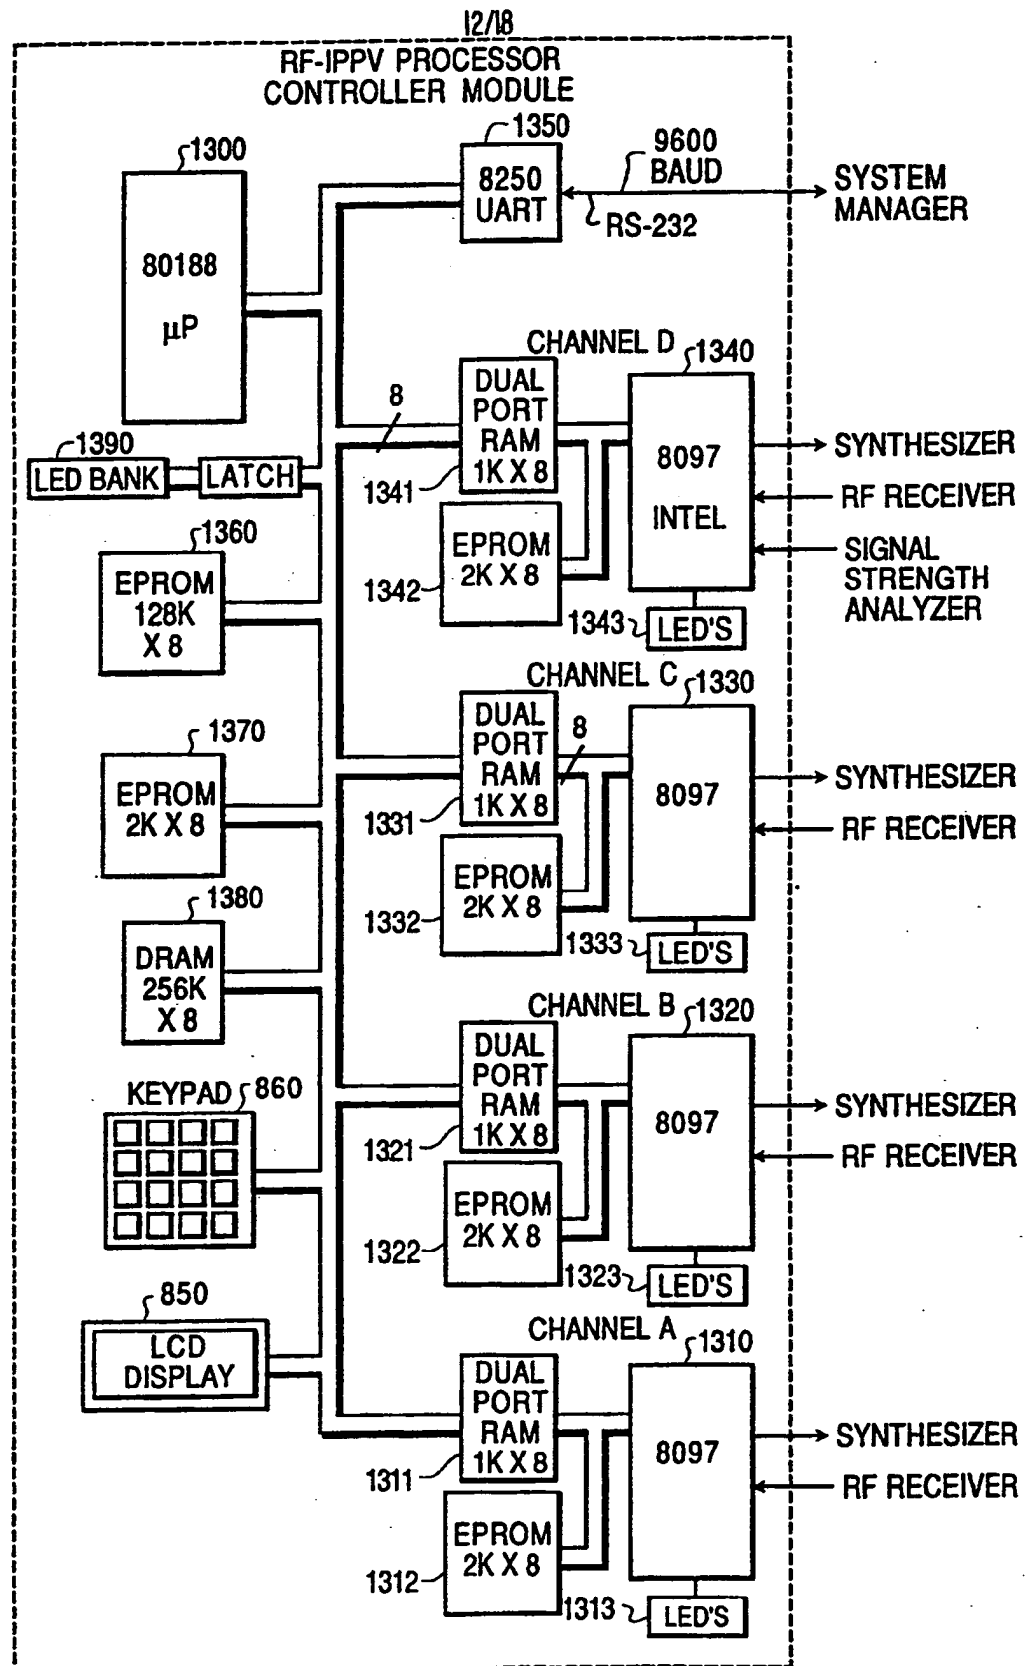 12/18
RF-IPPV PROCESSOR
CONTROLLER MODULE
1300
80188
μP
1350
8250
UART
9600
BAUD
RS-232
SYSTEM
MANAGER
1390
LED BANK
LATCH
8
CHANNEL D
DUAL
PORT
RAM
1K X 8
1341
EPROM
2K X 8
1342
1340
8097
INTEL
1343
LED'S
SYNTHESIZER
RF RECEIVER
SIGNAL
STRENGTH
ANALYZER
1360
EPROM
128K
X 8
CHANNEL C
DUAL
PORT
RAM
1K X 8
1331
8
EPROM
2K X 8
1332
1330
8097
1333
LED'S
SYNTHESIZER
RF RECEIVER
1370
EPROM
2K X 8
1380
DRAM
256K
X 8
CHANNEL B
DUAL
PORT
RAM
1K X 8
1321
EPROM
2K X 8
1322
1320
8097
1323
LED'S
SYNTHESIZER
RF RECEIVER
KEYPAD
860
850
LCD
DISPLAY
CHANNEL A
DUAL
PORT
RAM
1K X 8
1311
EPROM
2K X 8
1312
1310
8097
1313
LED'S
SYNTHESIZER
RF RECEIVER